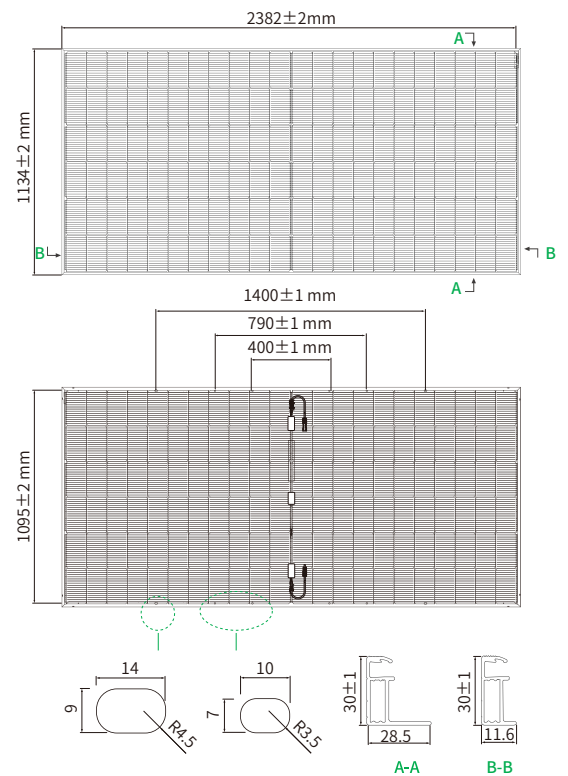 2382±2mm
A
1134±2 mm
B
B
A
1400±1 mm
790±1 mm
400±1 mm
1095±2 mm
14
9
R4.5
10
7
R3.5
30±1
28.5
A-A
30±1
11.6
B-B